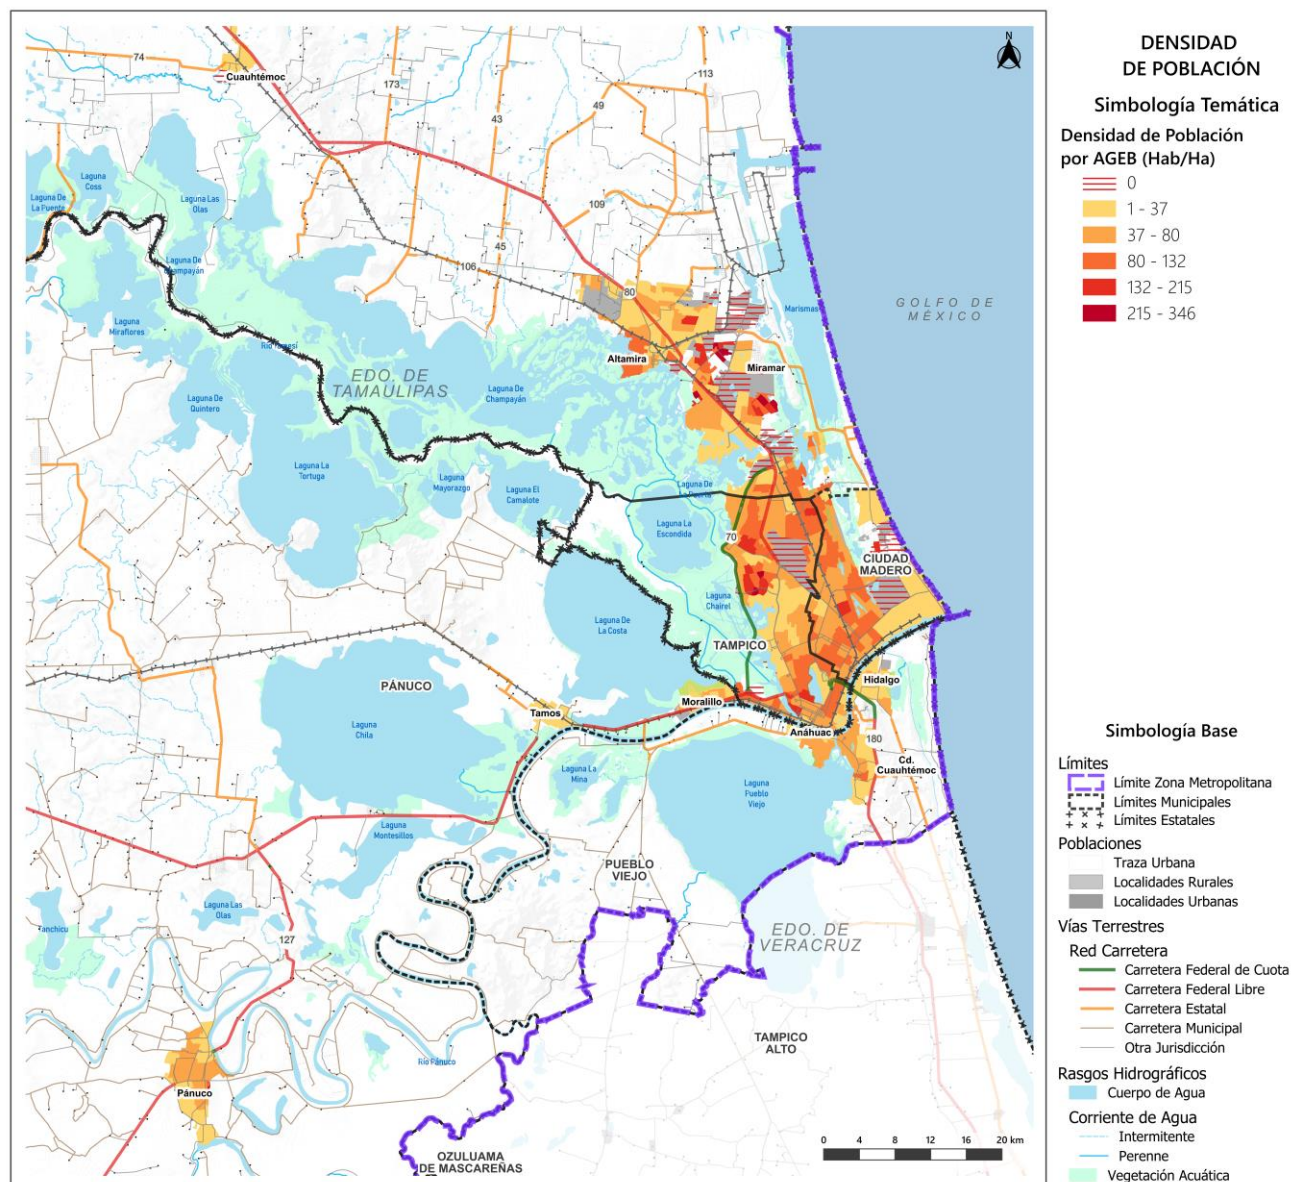 N
74
Cuauhtémoc
173
113
49
43
Laguna
Coss
Laguna De
La Puente
Laguna Las
Olas
109
45
106
Laguna De
Champayán
80
Marismas
GOLFO DE
MÉXICO
Laguna
Miraflores
Río Tamesí
Altamira
Miramar
EDO. DE
TAMAULIPAS
Laguna De
Quintero
Laguna De
Champayán
Laguna La
Tortuga
Laguna
Mayorazgo
Laguna El
Camalote
Laguna De
La Puerta
Laguna La
Escondida
70
CIUDAD
MADERO
Laguna
Chairel
Laguna De
La Costa
TAMPICO
PÁNUCO
Hidalgo
Moralillo
Tamos
Laguna
Chila
Anáhuac
180
Cd.
Cuauhtémoc
Laguna La
Mina
Laguna
Pueblo
Viejo
Laguna
Montesillos
PUEBLO
VIEJO
Laguna Las
Olas
EDO. DE
VERACRUZ
127
TAMPICO
ALTO
Río Pánuco
Pánuco
OZULUAMA
DE MASCAREÑAS
0 4 8 12 16 20 km
DENSIDAD
DE POBLACIÓN
Simbología Temática
Densidad de Población
por AGEB (Hab/Ha)
0
1 - 37
37 - 80
80 - 132
132 - 215
215 - 346
Simbología Base
Límites
Límite Zona Metropolitana
Límites Municipales
Límites Estatales
Poblaciones
Traza Urbana
Localidades Rurales
Localidades Urbanas
Vías Terrestres
Red Carretera
Carretera Federal de Cuota
Carretera Federal Libre
Carretera Estatal
Carretera Municipal
Otra Jurisdicción
Rasgos Hidrográficos
Cuerpo de Agua
Corriente de Agua
Intermitente
Perenne
Vegetación Acuática